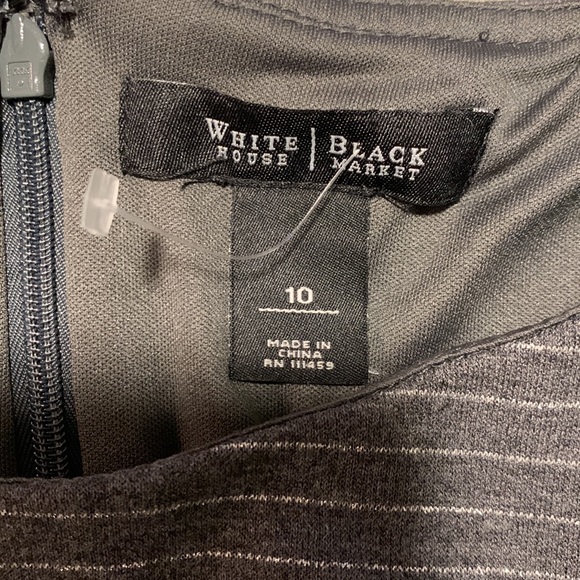 WHITE | BLACK
HOUSE | MARKET
10
MADE IN
CHINA
RN 111459